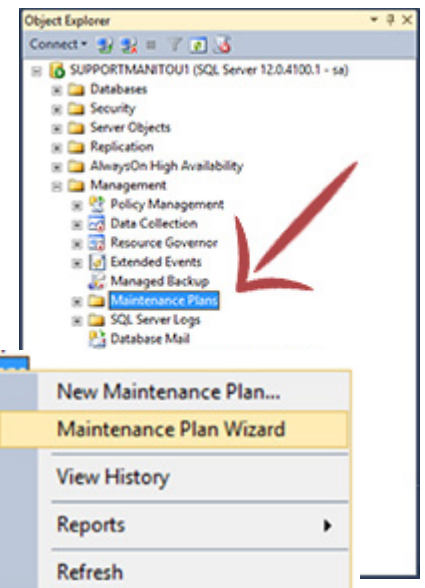 Object Explorer
Connect
SUPPORTMANITOU1 (SQL Server 12.0.4100.1 - sa)
Databases
Security
Server Objects
Replication
AlwaysOn High Availability
Management
Policy Management
Data Collection
Resource Governor
Extended Events
Managed Backup
Maintenance Plans
SQL Server Logs
Database Mail
New Maintenance Plan...
Maintenance Plan Wizard
View History
Reports
Refresh